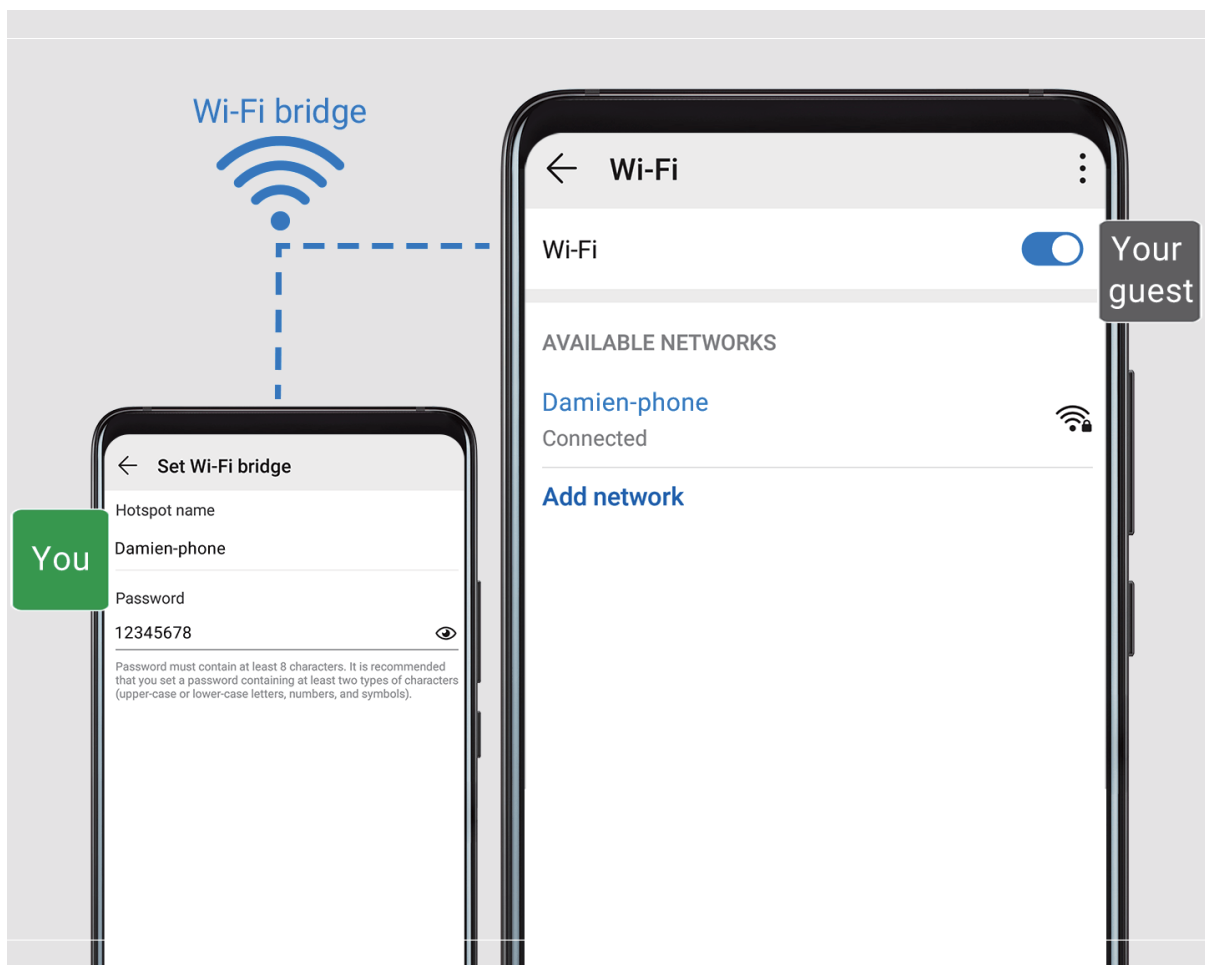 Wi-Fi bridge
Wi-Fi
Wi-Fi
Your
guest
AVAILABLE NETWORKS
Damien-phone
Connected
Add network
Set Wi-Fi bridge
Hotspot name
You
Damien-phone
Password
12345678
Password must contain at least 8 characters. It is recommended
that you set a password containing at least two types of characters
(upper-case or lower-case letters, numbers, and symbols).